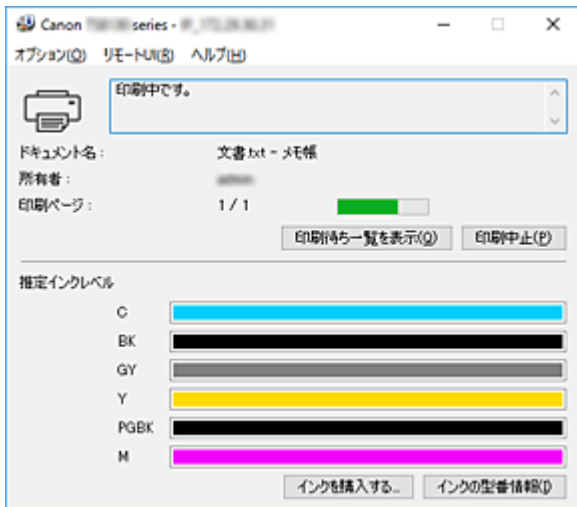 Canon series -
オプション(O) リモートUI(R) ヘルプ(H)
印刷中です。
ドキュメント名 : 文書.txt - メモ帳
所有者 :
印刷ページ : 1 / 1
印刷待ち一覧を表示(Q) 印刷中止(P)
推定インクレベル
C
BK
GY
Y
PGBK
M
インクを購入する... インクの型番情報(I)